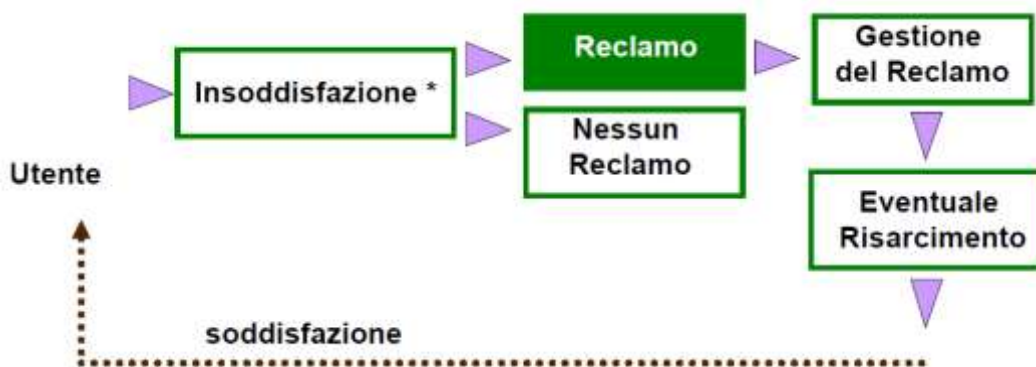 Insoddisfazione *
Reclamo
Nessun
Reclamo
Gestione
del Reclamo
Eventuale
Risarcimento
Utente
soddisfazione